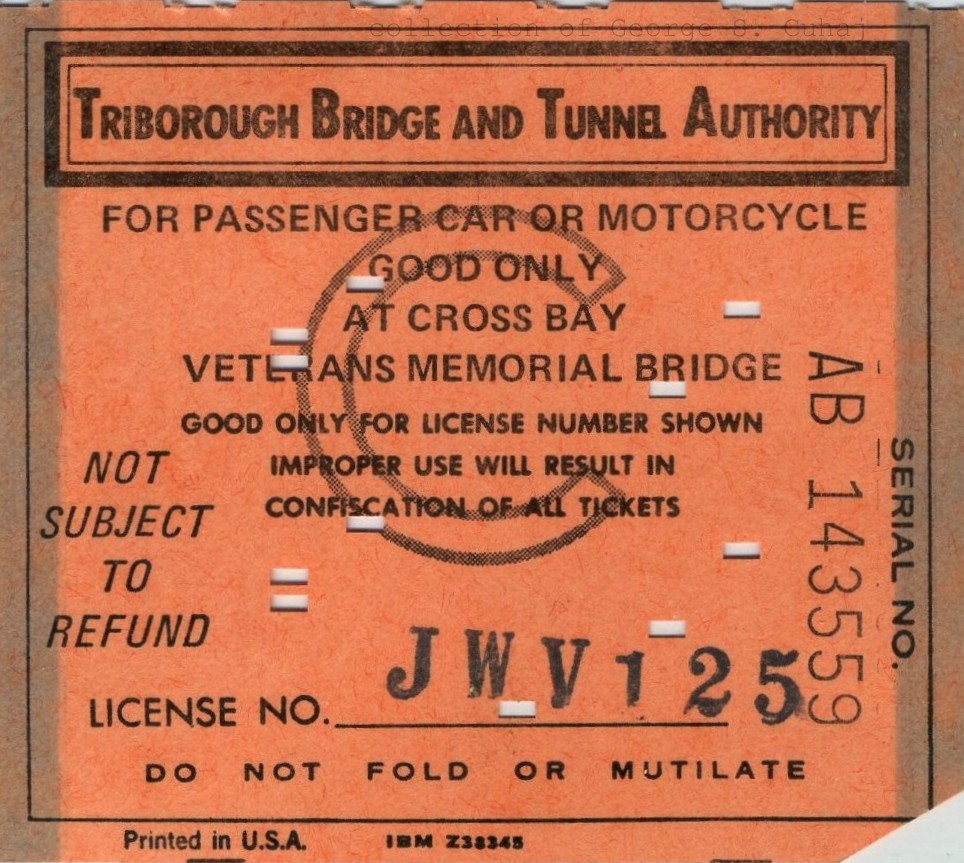 collection of George S. Cuhaj
TRIBOROUGH BRIDGE AND TUNNEL AUTHORITY
FOR PASSENGER CAR OR MOTORCYCLE
GOOD ONLY
AT CROSS BAY
VETERANS MEMORIAL BRIDGE
GOOD ONLY FOR LICENSE NUMBER SHOWN
IMPROPER USE WILL RESULT IN
CONFISCATION OF ALL TICKETS
C
NOT
SUBJECT
TO
REFUND
AB 143559
SERIAL NO.
JWV125
LICENSE NO.
DO NOT FOLD OR MUTILATE
Printed in U.S.A. IBM Z38345